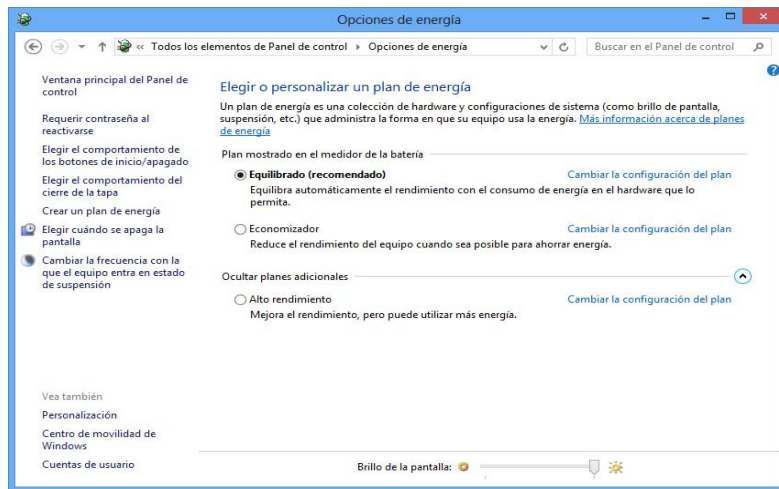 Opciones de energía
« Todos los elementos de Panel de control ▸ Opciones de energía
Buscar en el Panel de control
Ventana principal del Panel de
control
Requerir contraseña al
reactivarse
Elegir el comportamiento de
los botones de inicio/apagado
Elegir el comportamiento del
cierre de la tapa
Crear un plan de energía
Elegir cuándo se apaga la
pantalla
Cambiar la frecuencia con la
que el equipo entra en estado
de suspensión
Vea también
Personalización
Centro de movilidad de
Windows
Cuentas de usuario
Elegir o personalizar un plan de energía
Un plan de energía es una colección de hardware y configuraciones de sistema (como brillo de pantalla,
suspensión, etc.) que administra la forma en que su equipo usa la energía. Más información acerca de planes
de energía
Plan mostrado en el medidor de la batería
Equilibrado (recomendado) Cambiar la configuración del plan
Equilibra automáticamente el rendimiento con el consumo de energía en el hardware que lo
permita.
Economizador Cambiar la configuración del plan
Reduce el rendimiento del equipo cuando sea posible para ahorrar energía.
Ocultar planes adicionales
Alto rendimiento Cambiar la configuración del plan
Mejora el rendimiento, pero puede utilizar más energía.
Brillo de la pantalla: